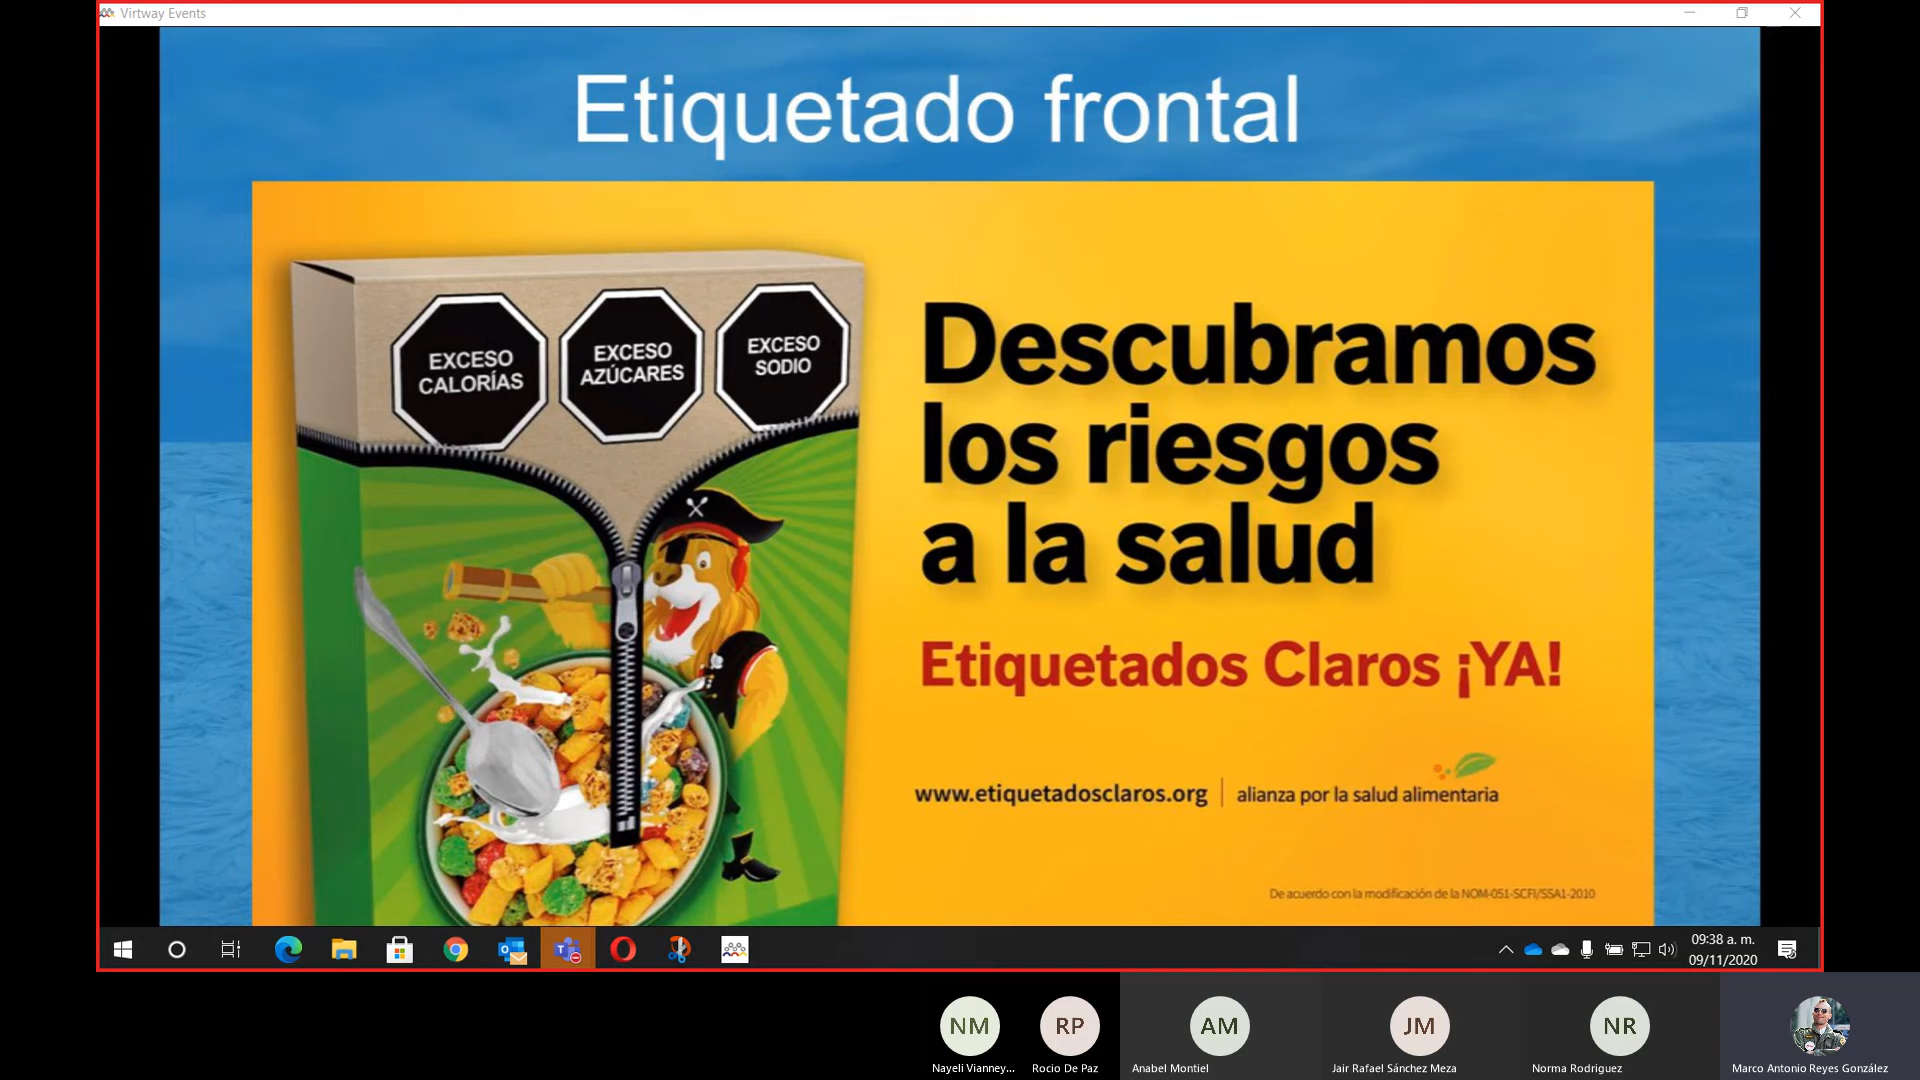 Virtway Events
Etiquetado frontal
EXCESO
CALORÍAS
EXCESO
AZÚCARES
EXCESO
SODIO
Descubramos
los riesgos
a la salud
Etiquetados Claros ¡YA!
www.etiquetadosclaros.org
alianza por la salud alimentaria
De acuerdo con la modificación de la NOM-051-SCFI/SSA1-2010
09:38 a. m.
09/11/2020
NM
RP
AM
JM
NR
Nayeli Vianney...
Rocio De Paz
Anabel Montiel
Jair Rafael Sánchez Meza
Norma Rodriguez
Marco Antonio Reyes González